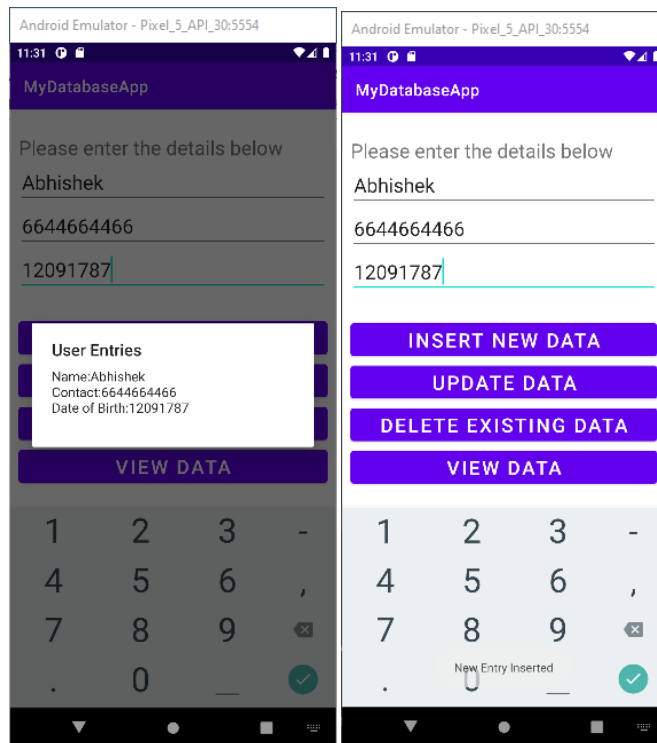 Android Emulator - Pixel_5_API_30:5554
11:31
MyDatabaseApp
Please enter the details below
Abhishek
6644664466
12091787
User Entries
Name:Abhishek
Contact:6644664466
Date of Birth:12091787
VIEW DATA
1 2 3 -
4 5 6 ,
7 8 9
. 0 _
Android Emulator - Pixel_5_API_30:5554
11:31
MyDatabaseApp
Please enter the details below
Abhishek
6644664466
12091787
INSERT NEW DATA
UPDATE DATA
DELETE EXISTING DATA
VIEW DATA
1 2 3 -
4 5 6 ,
7 8 9
New Entry Inserted
. 0 _